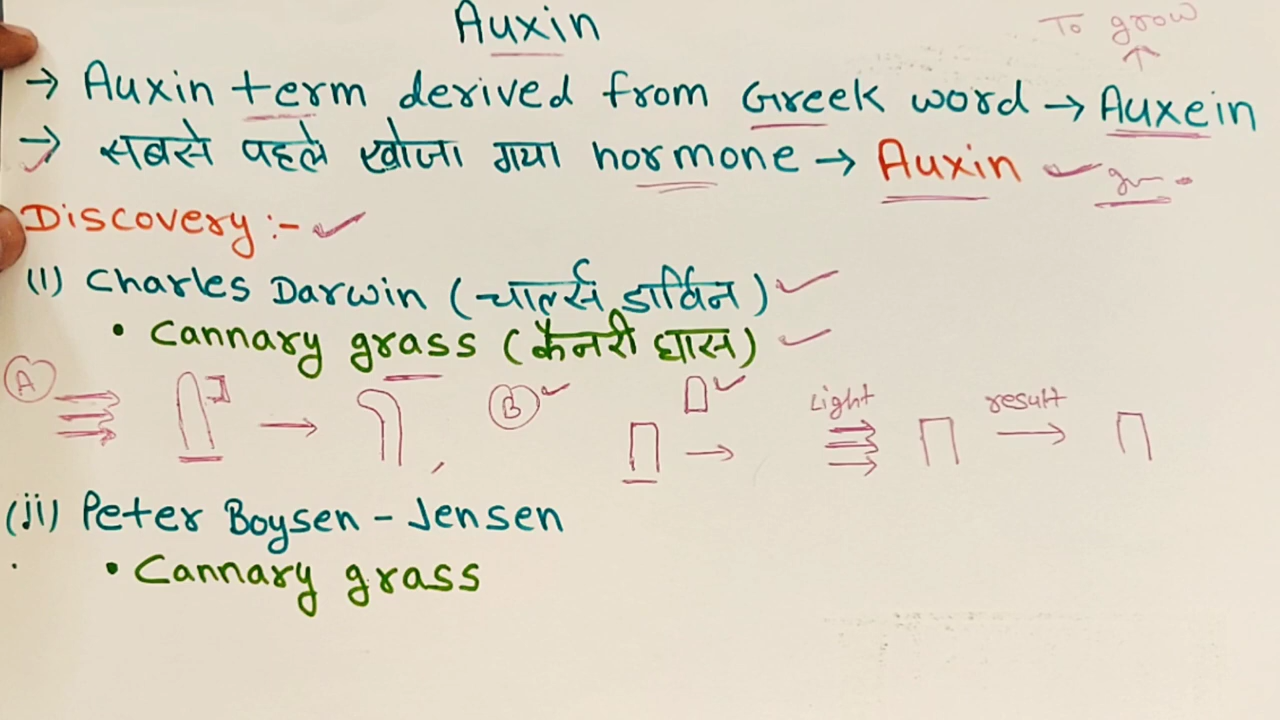 Auxin
To grow
→ Auxin term derived from Greek word → Auxein
→ सबसे पहले खोजा गया hormone → Auxin
Discovery :-
(i) Charles Darwin (चार्ल्स डार्विन)
• Cannary grass (कैनरी घास)
A B Light result
(ii) Peter Boysen - Jensen
• Cannary grass